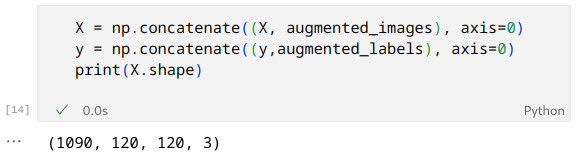 X = np.concatenate((X, augmented_images), axis=0)
y = np.concatenate((y,augmented_labels), axis=0)
print(X.shape)
[14]
0.0s
Python
(1090, 120, 120, 3)